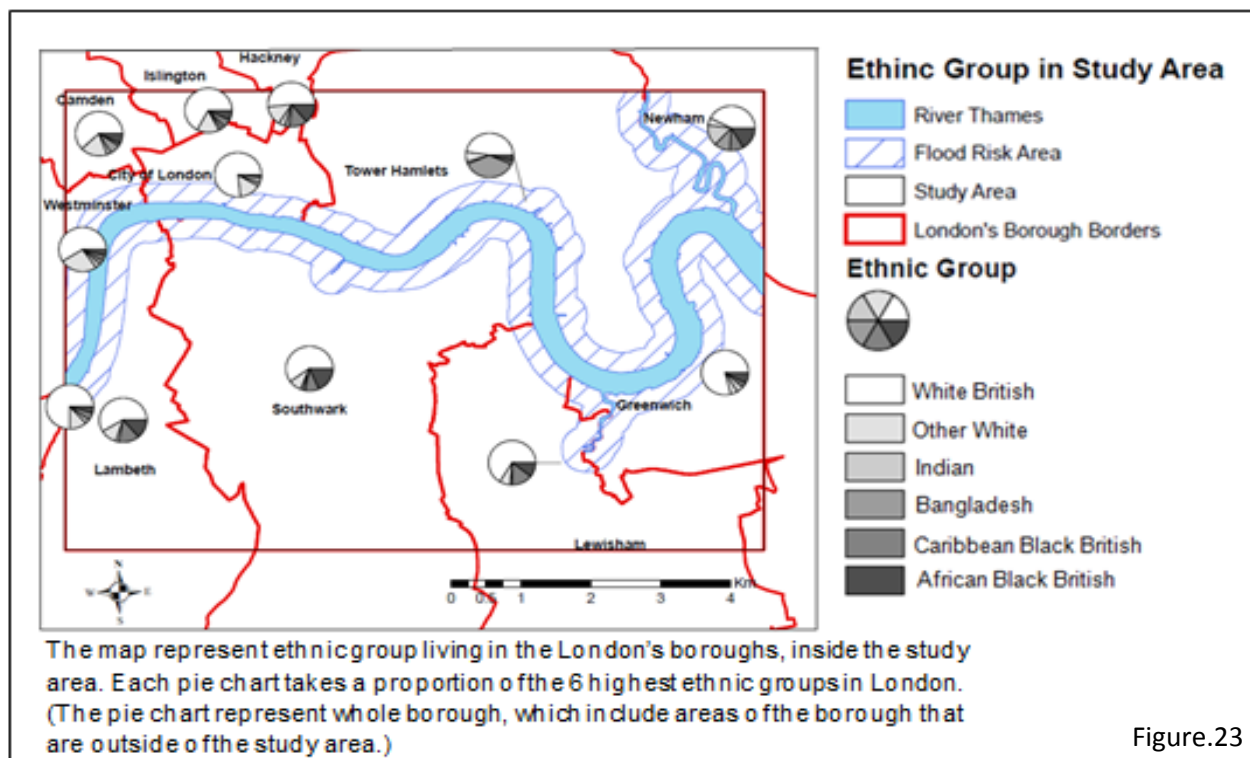 Hackney
Islington
Camden
City of London
Westminster
Tower Hamlets
Newham
Southwark
Greenwich
Lambeth
Lewisham
N
W E
S
Km
0 0.5 1 2 3 4
Ethinc Group in Study Area
River Thames
Flood Risk Area
Study Area
London's Borough Borders
Ethnic Group
White British
Other White
Indian
Bangladesh
Caribbean Black British
African Black British
The map represent ethnic group living in the London's boroughs, inside the study
area. Each pie chart takes a proportion of the 6 highest ethnic groups in London.
(The pie chart represent whole borough, which include areas of the borough that
are outside of the study area.)
Figure.23